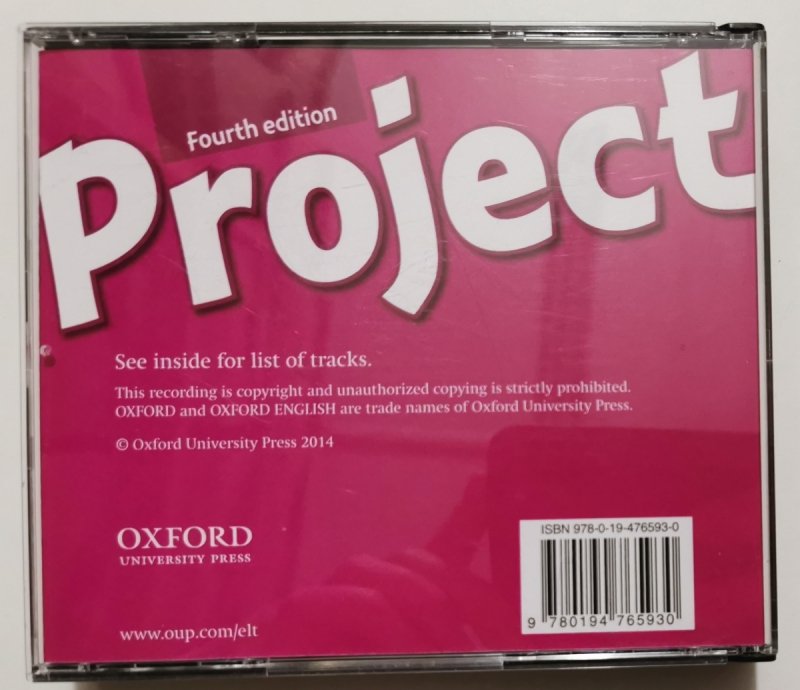 Fourth edition
Project
See inside for list of tracks.
This recording is copyright and unauthorized copying is strictly prohibited.
OXFORD and OXFORD ENGLISH are trade names of Oxford University Press.
© Oxford University Press 2014
OXFORD
UNIVERSITY PRESS
www.oup.com/elt
ISBN 978-0-19-476593-0
9 780194 765930